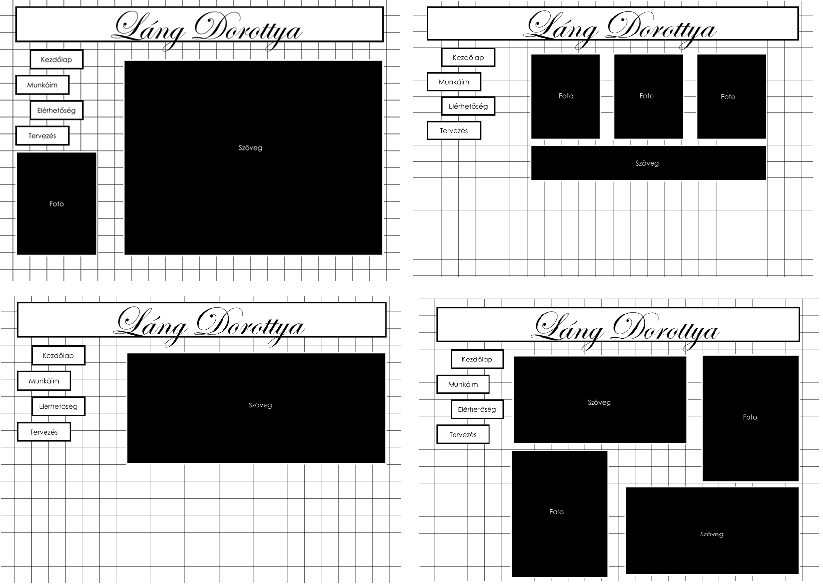 Láng Dorottya
Kezdőlap
Munkáim
Elérhetőség
Tervezés
Foto
Szöveg
Láng Dorottya
Kezdőlap
Munkáim
Elérhetőség
Tervezés
Foto
Foto
Foto
Szöveg
Láng Dorottya
Kezdőlap
Munkáim
Elérhetőség
Tervezés
Szöveg
Láng Dorottya
Kezdőlap
Munkáim
Elérhetőség
Tervezés
Szöveg
Foto
Foto
Szöveg